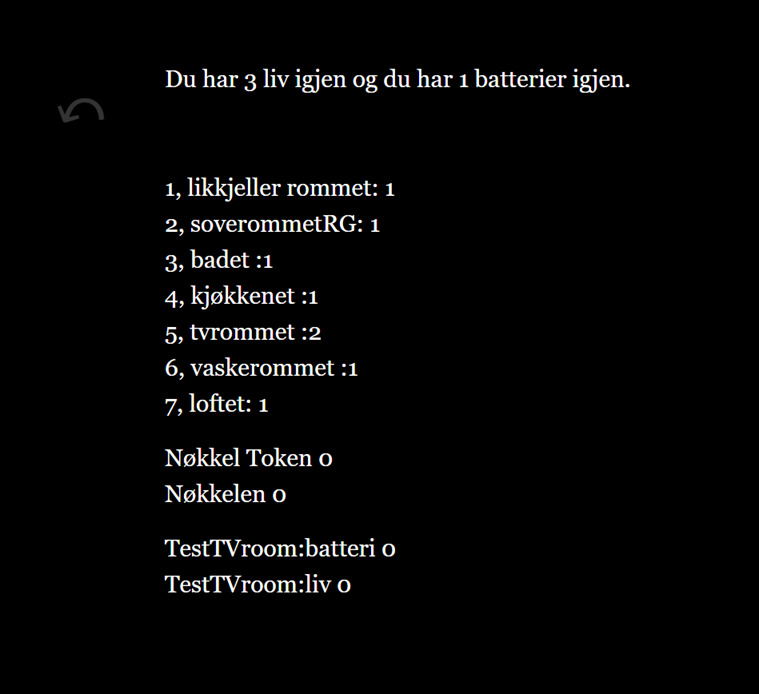 Du har 3 liv igjen og du har 1 batterier igjen.
1, likkjeller rommet: 1
2, soverommetRG: 1
3, badet :1
4, kjøkkenet :1
5, tvrommet :2
6, vaskerommet :1
7, loftet: 1
Nøkkel Token 0
Nøkkelen 0
TestTVroom:batteri 0
TestTVroom:liv 0